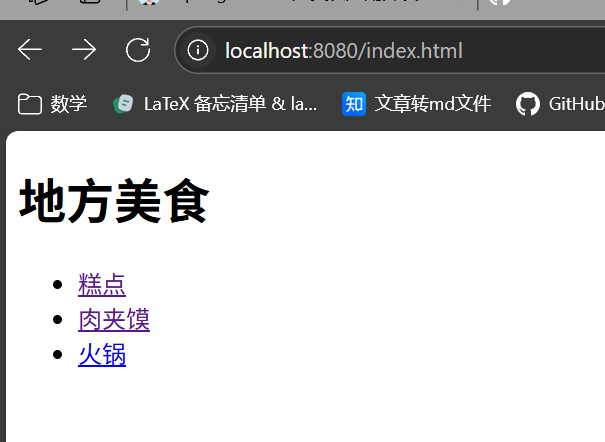 localhost:8080/index.html
数学 LaTeX 备忘清单 & la... 知 文章转md文件 GitHub
地方美食
糕点
肉夹馍
火锅